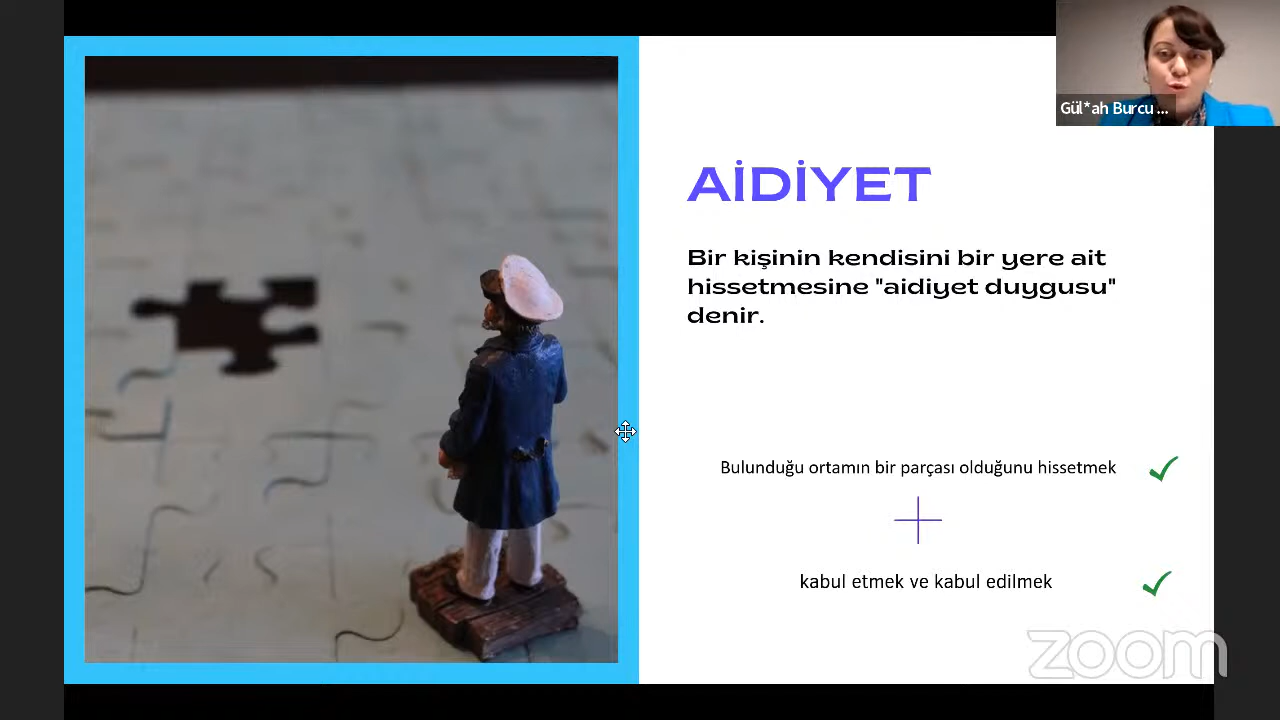 Gül*ah Burcu ...
AİDİYET
Bir kişinin kendisini bir yere ait
hissetmesine "aidiyet duygusu"
denir.
Bulunduğu ortamın bir parçası olduğunu hissetmek
kabul etmek ve kabul edilmek
zoom